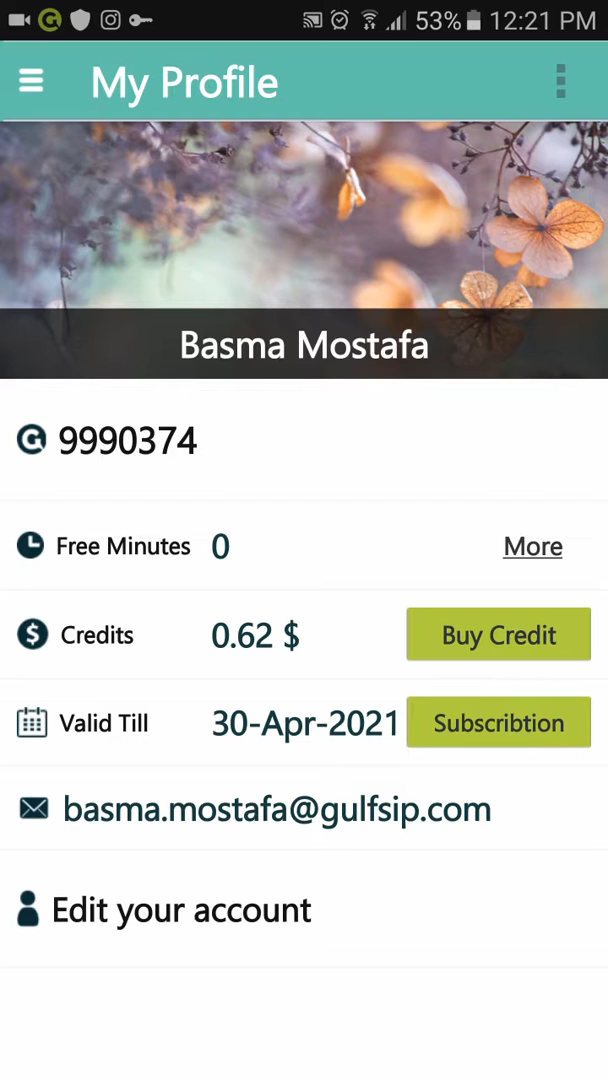 53% 12:21 PM
My Profile
Basma Mostafa
9990374
Free Minutes 0 More
Credits 0.62 $ Buy Credit
Valid Till 30-Apr-2021 Subscribtion
basma.mostafa@gulfsip.com
Edit your account